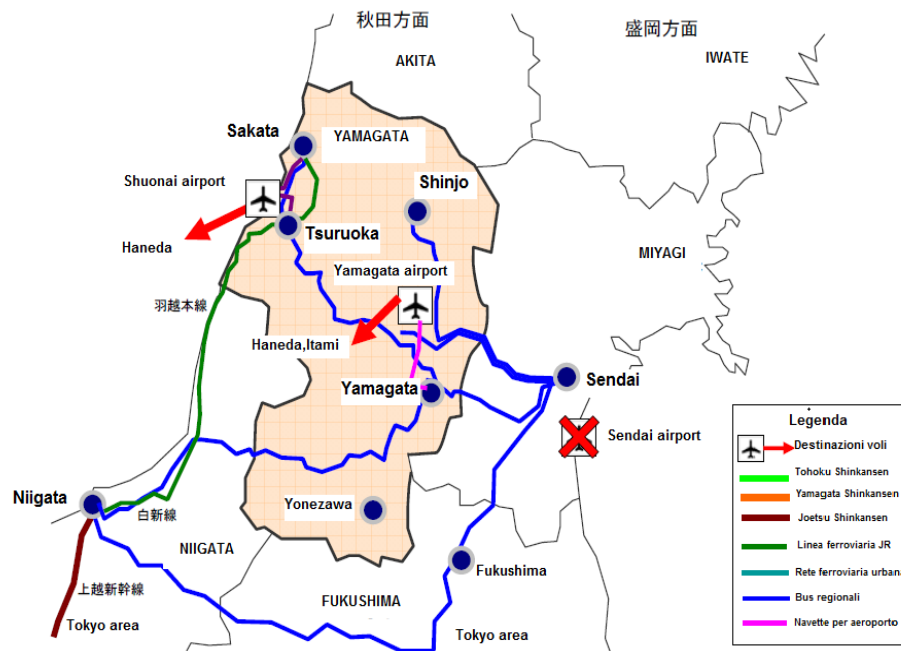 秋田方面
盛岡方面
AKITA
IWATE
Sakata
YAMAGATA
Shuonai airport
Shinjo
Haneda
Tsuruoka
MIYAGI
Yamagata airport
羽越本線
Haneda,Itami
Yamagata
Sendai
Sendai airport
Niigata
白新線
Yonezawa
NIIGATA
上越新幹線
FUKUSHIMA
Fukushima
Tokyo area
Tokyo area
Legenda
Destinazioni voli
Tohoku Shinkansen
Yamagata Shinkansen
Joetsu Shinkansen
Linea ferroviaria JR
Rete ferroviaria urbana
Bus regionali
Navette per aeroporto